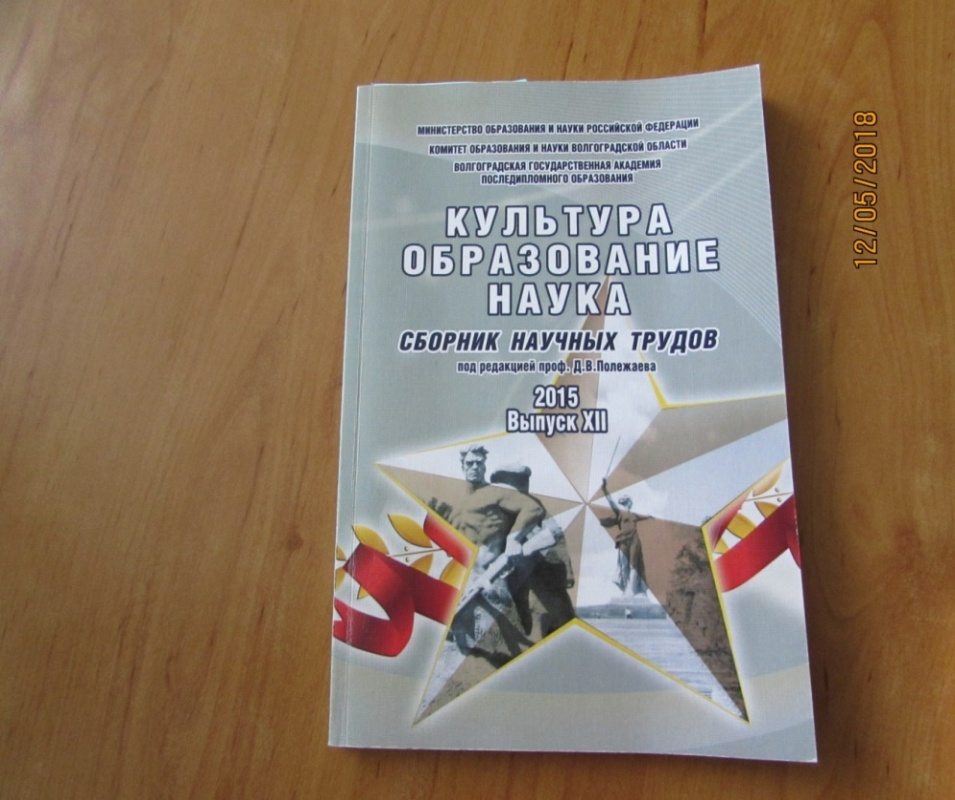 МИНИСТЕРСТВО ОБРАЗОВАНИЯ И НАУКИ РОССИЙСКОЙ ФЕДЕРАЦИИ
КОМИТЕТ ОБРАЗОВАНИЯ И НАУКИ ВОЛГОГРАДСКОЙ ОБЛАСТИ
ВОЛГОГРАДСКАЯ ГОСУДАРСТВЕННАЯ АКАДЕМИЯ
ПОСЛЕДИПЛОМНОГО ОБРАЗОВАНИЯ
КУЛЬТУРА
ОБРАЗОВАНИЕ
НАУКА
СБОРНИК НАУЧНЫХ ТРУДОВ
под редакцией проф. Д.В.Полежаева
2015
Выпуск XII
12/05/2018